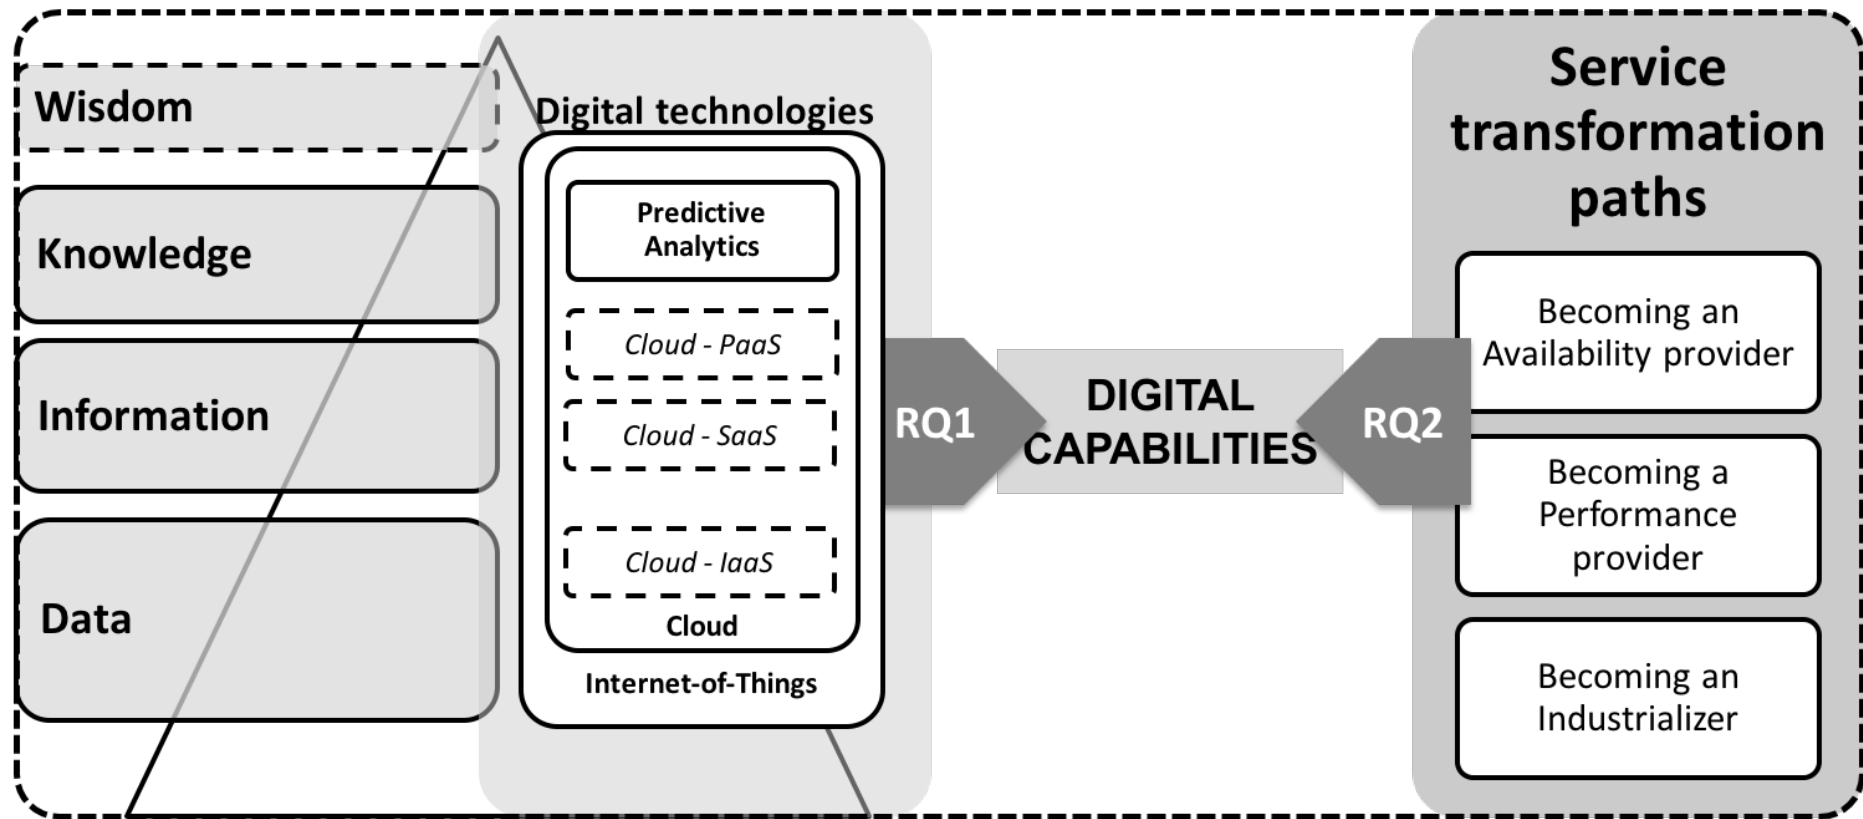 Wisdom
Knowledge
Information
Data
Digital technologies
Predictive
Analytics
Cloud - PaaS
Cloud - SaaS
Cloud - IaaS
Cloud
Internet-of-Things
RQ1
DIGITAL
CAPABILITIES
RQ2
Service
transformation
paths
Becoming an
Availability provider
Becoming a
Performance
provider
Becoming an
Industrializer